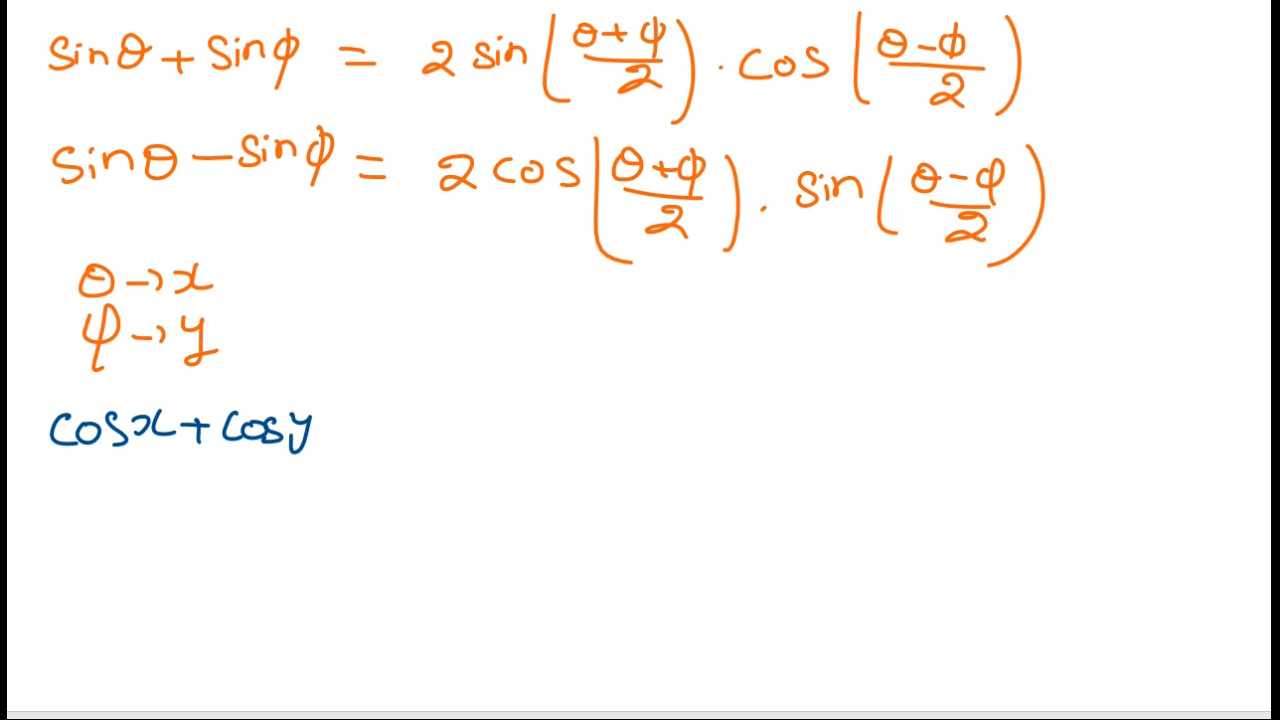 sinθ + sinϕ = 2 sin(θ+ϕ/2) . cos(θ-ϕ/2)
sinθ - sinϕ = 2 cos(θ+ϕ/2) . sin(θ-ϕ/2)
θ → x
ϕ → y
cosx + cosy